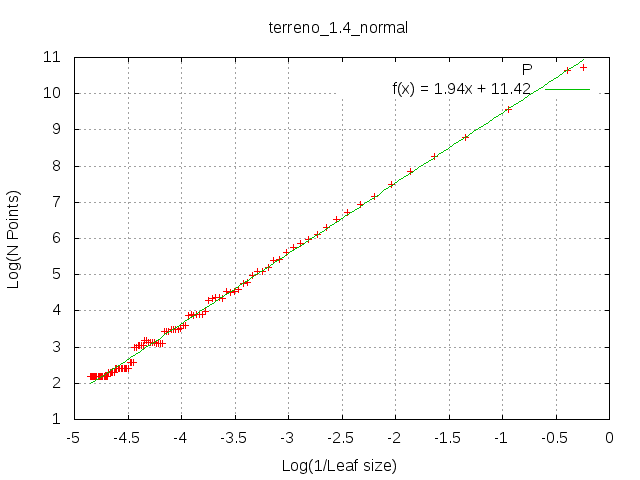 terreno_1.4_normal
11
10
9
8
7
6
5
4
3
2
1
Log(N Points)
P
f(x) = 1.94x + 11.42
-5 -4.5 -4 -3.5 -3 -2.5 -2 -1.5 -1 -0.5 0
Log(1/Leaf size)